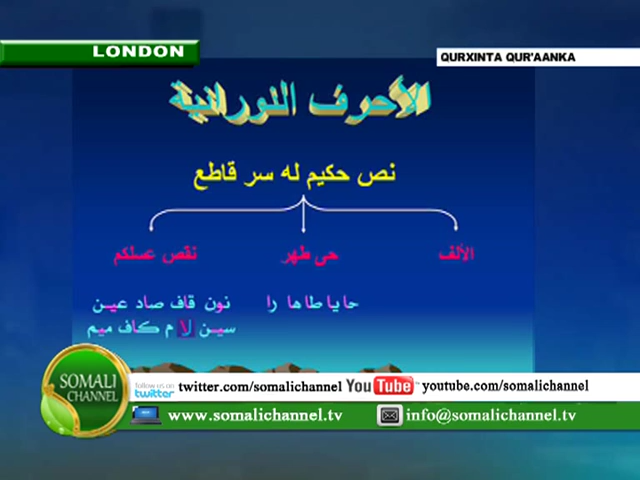 LONDON
QURXINTA QUR'AANKA
الأحرف النورانية
نص حكيم له سر قاطع
الألف
حى طهر
نقص عسلكم
حا يا طا ها را
نون قاف صاد عين
سين لا م كاف ميم
SOMALI
CHANNEL
follow us on
twitter
twitter.com/somalichannel
YouTube
youtube.com/somalichannel
www.somalichannel.tv
info@somalichannel.tv